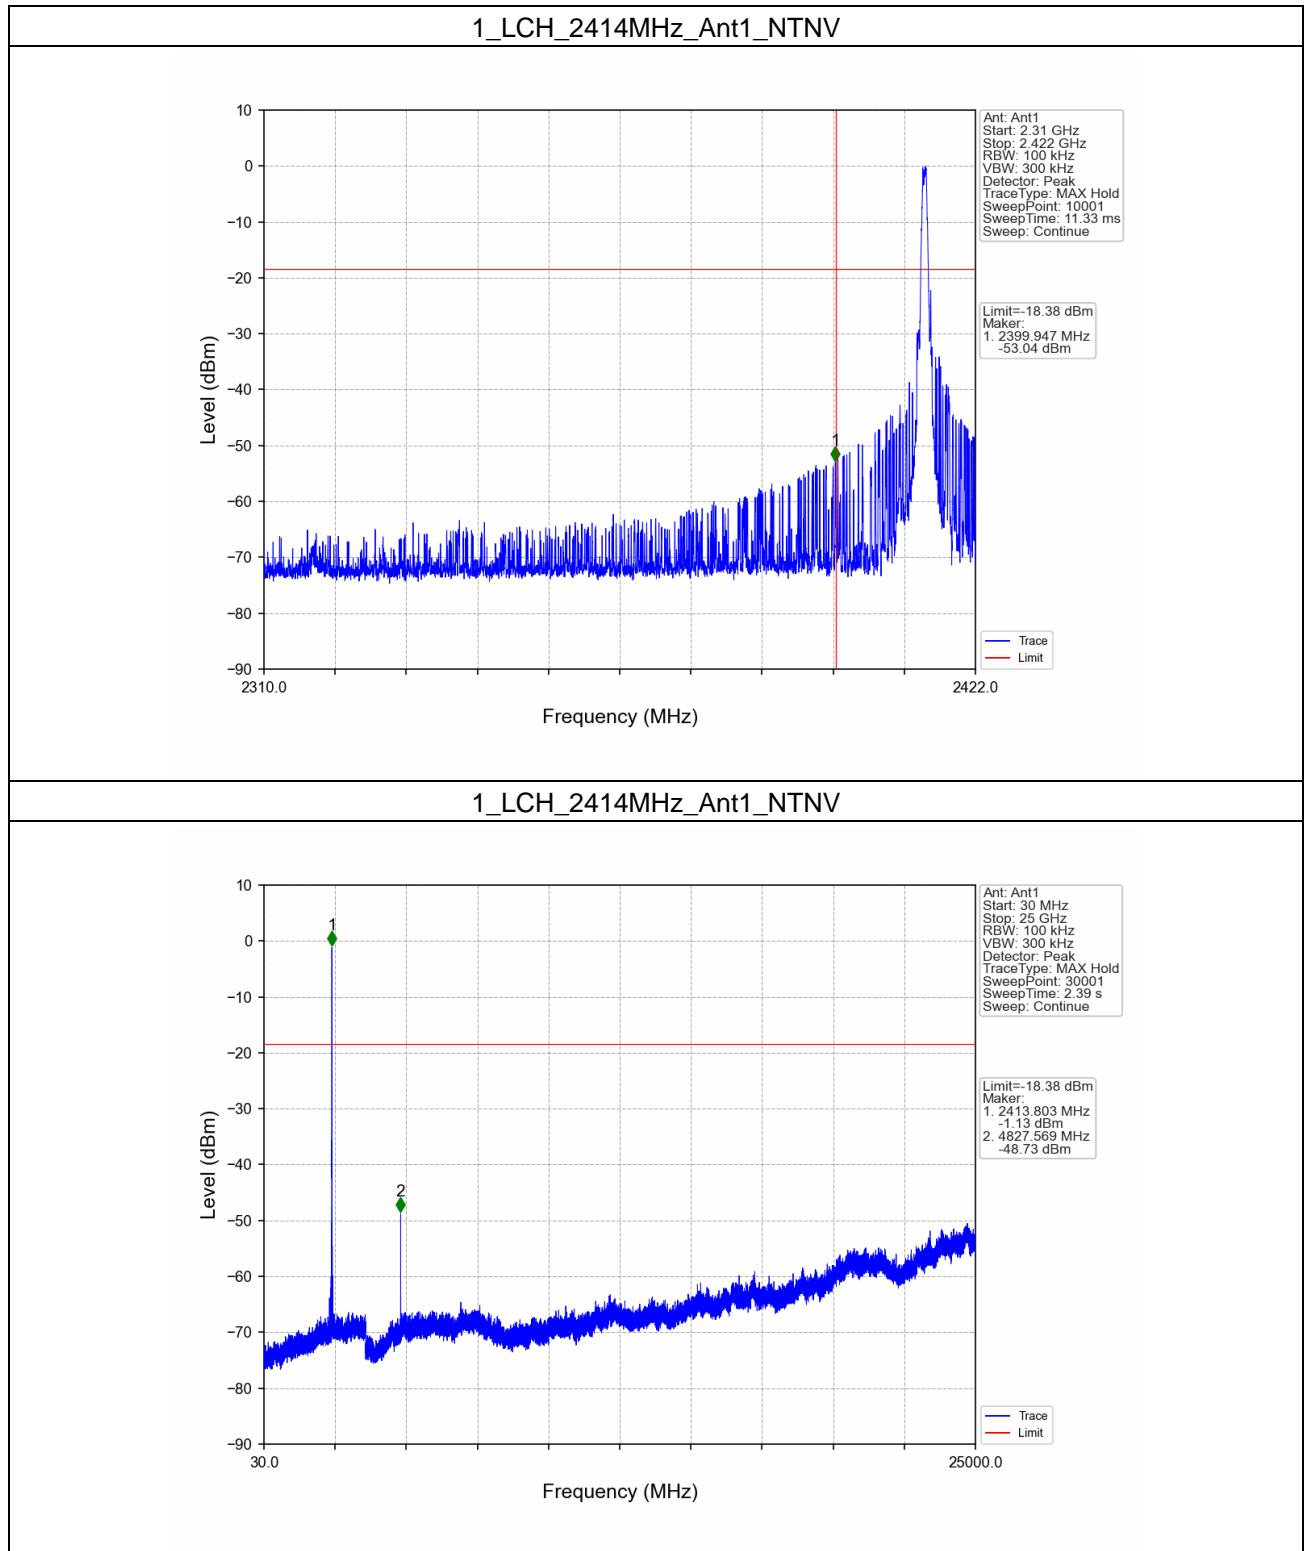 1_LCH_2414MHz_Ant1_NTNV
10
0
−10
−20
−30
−40
−50
−60
−70
−80
−90
Level (dBm)
1
2310.0
2422.0
Frequency (MHz)
Ant: Ant1
Start: 2.31 GHz
Stop: 2.422 GHz
RBW: 100 kHz
VBW: 300 kHz
Detector: Peak
TraceType: MAX Hold
SweepPoint: 10001
SweepTime: 11.33 ms
Sweep: Continue
Limit=-18.38 dBm
Maker:
1. 2399.947 MHz
-53.04 dBm
Trace
Limit
1_LCH_2414MHz_Ant1_NTNV
10
0
−10
−20
−30
−40
−50
−60
−70
−80
−90
Level (dBm)
1
2
30.0
25000.0
Frequency (MHz)
Ant: Ant1
Start: 30 MHz
Stop: 25 GHz
RBW: 100 kHz
VBW: 300 kHz
Detector: Peak
TraceType: MAX Hold
SweepPoint: 30001
SweepTime: 2.39 s
Sweep: Continue
Limit=-18.38 dBm
Maker:
1. 2413.803 MHz
-1.13 dBm
2. 4827.569 MHz
-48.73 dBm
Trace
Limit